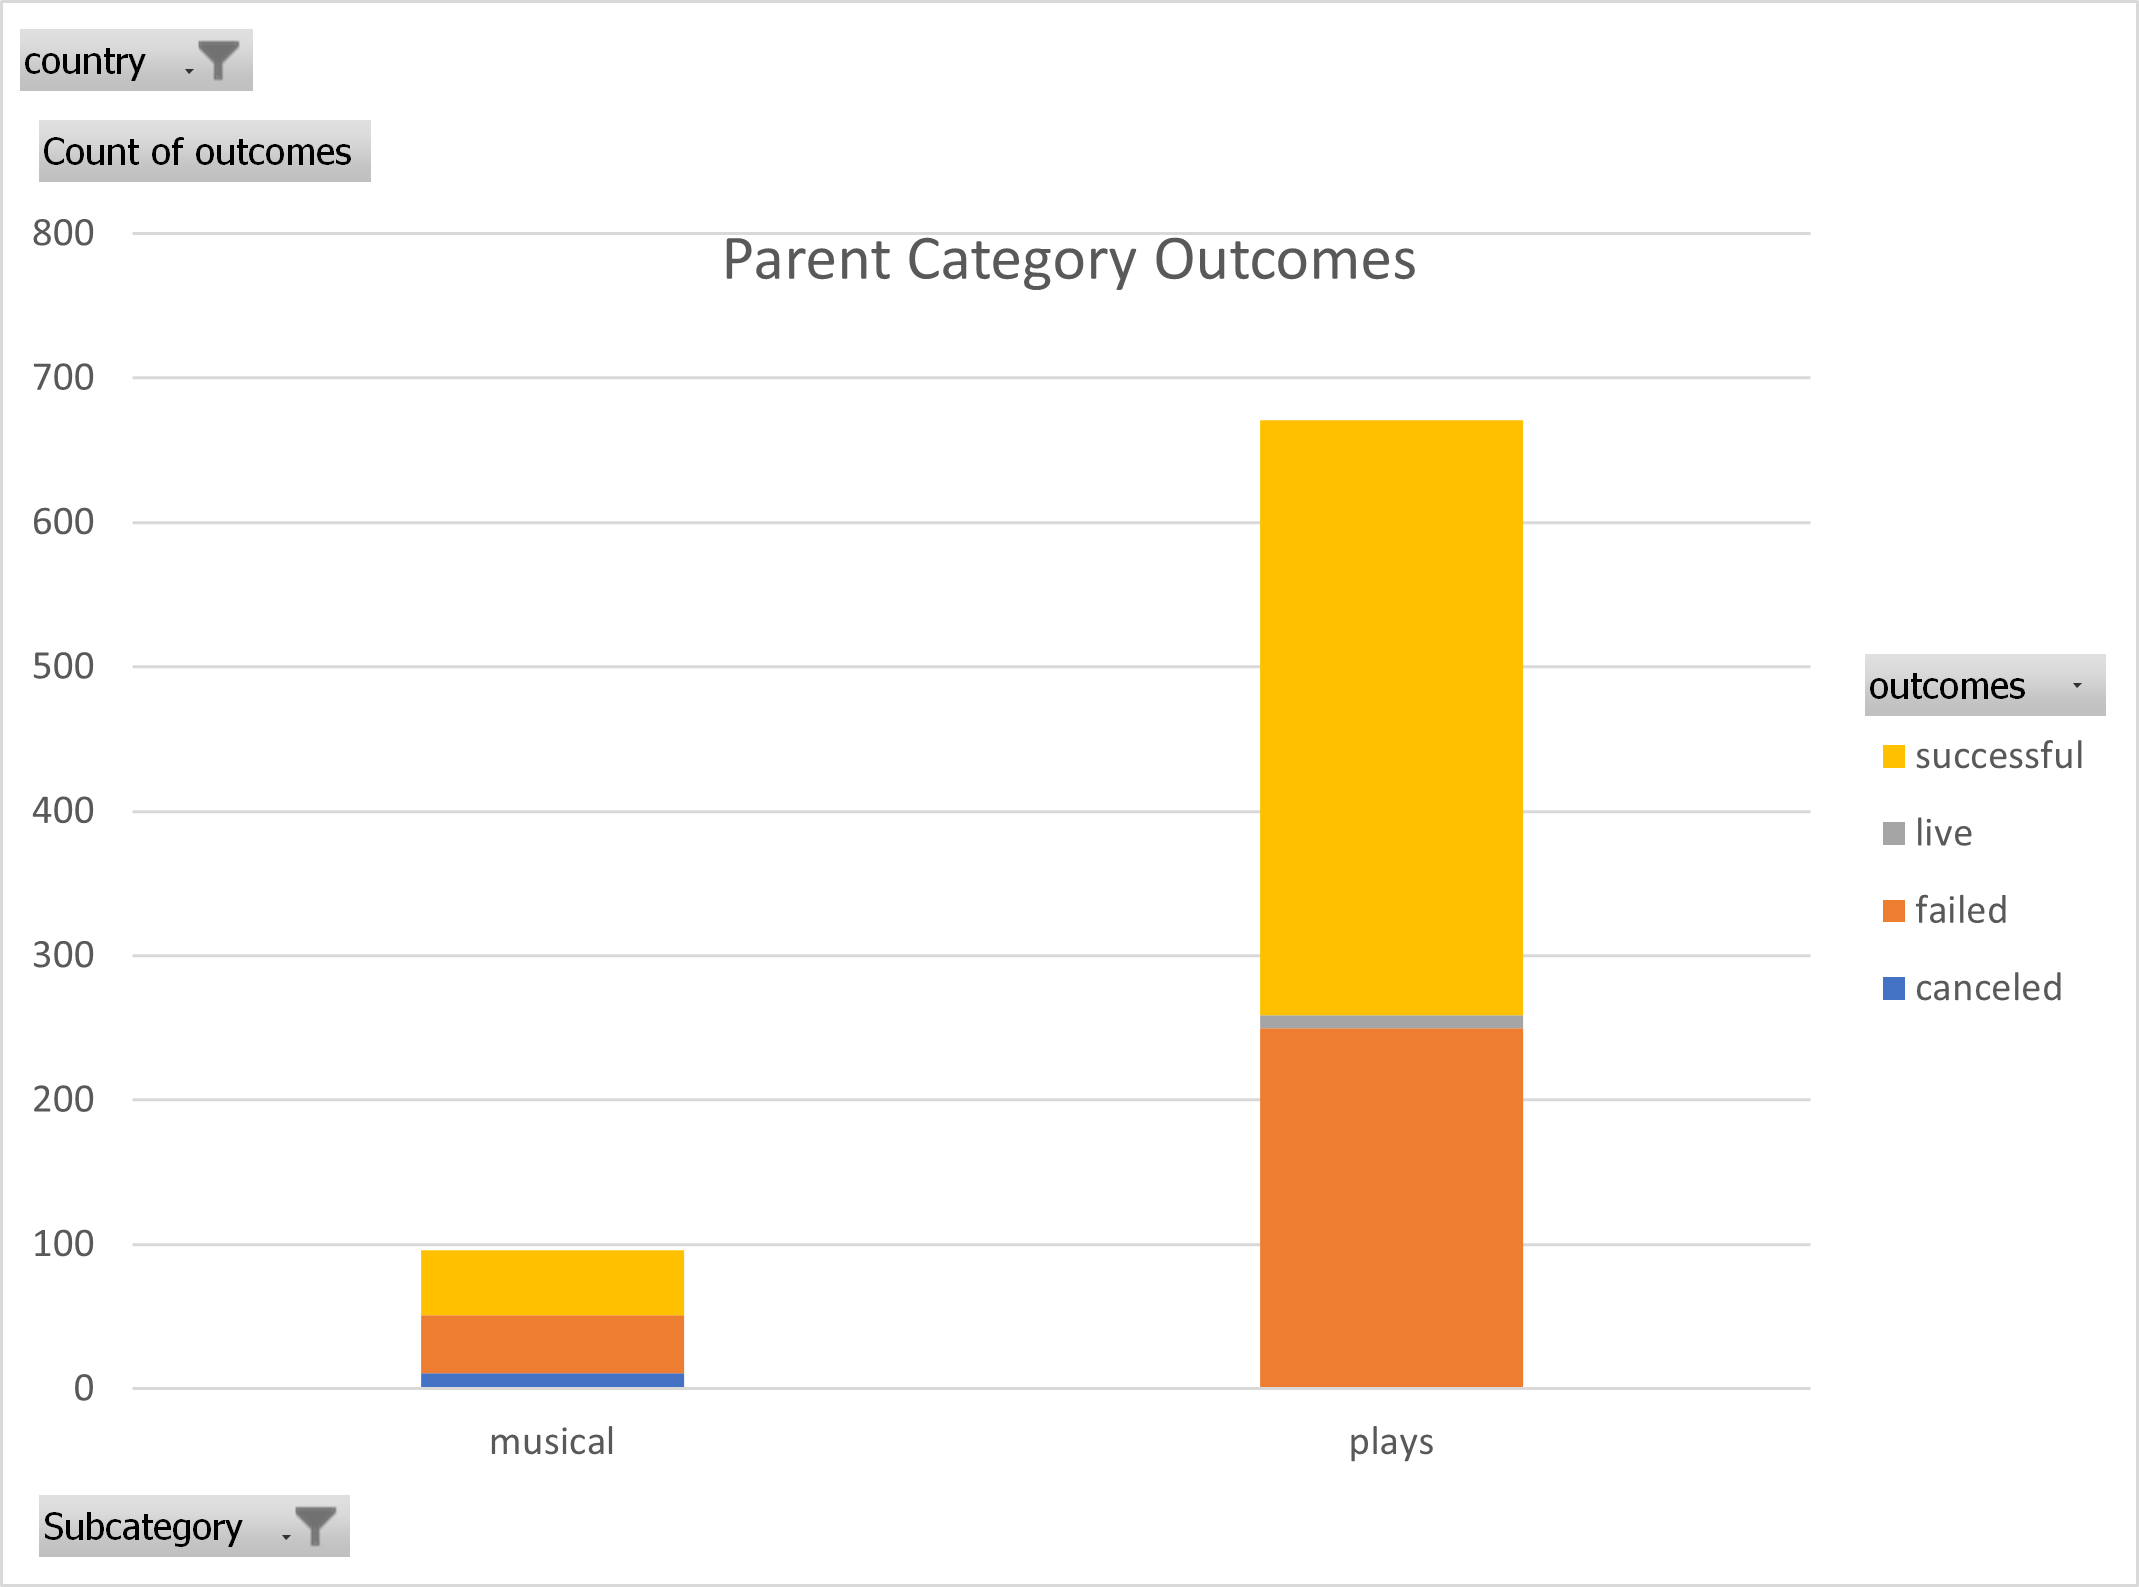 country
Count of outcomes
Parent Category Outcomes
800
700
600
500
400
300
200
100
0
musical
plays
outcomes
successful
live
failed
canceled
Subcategory